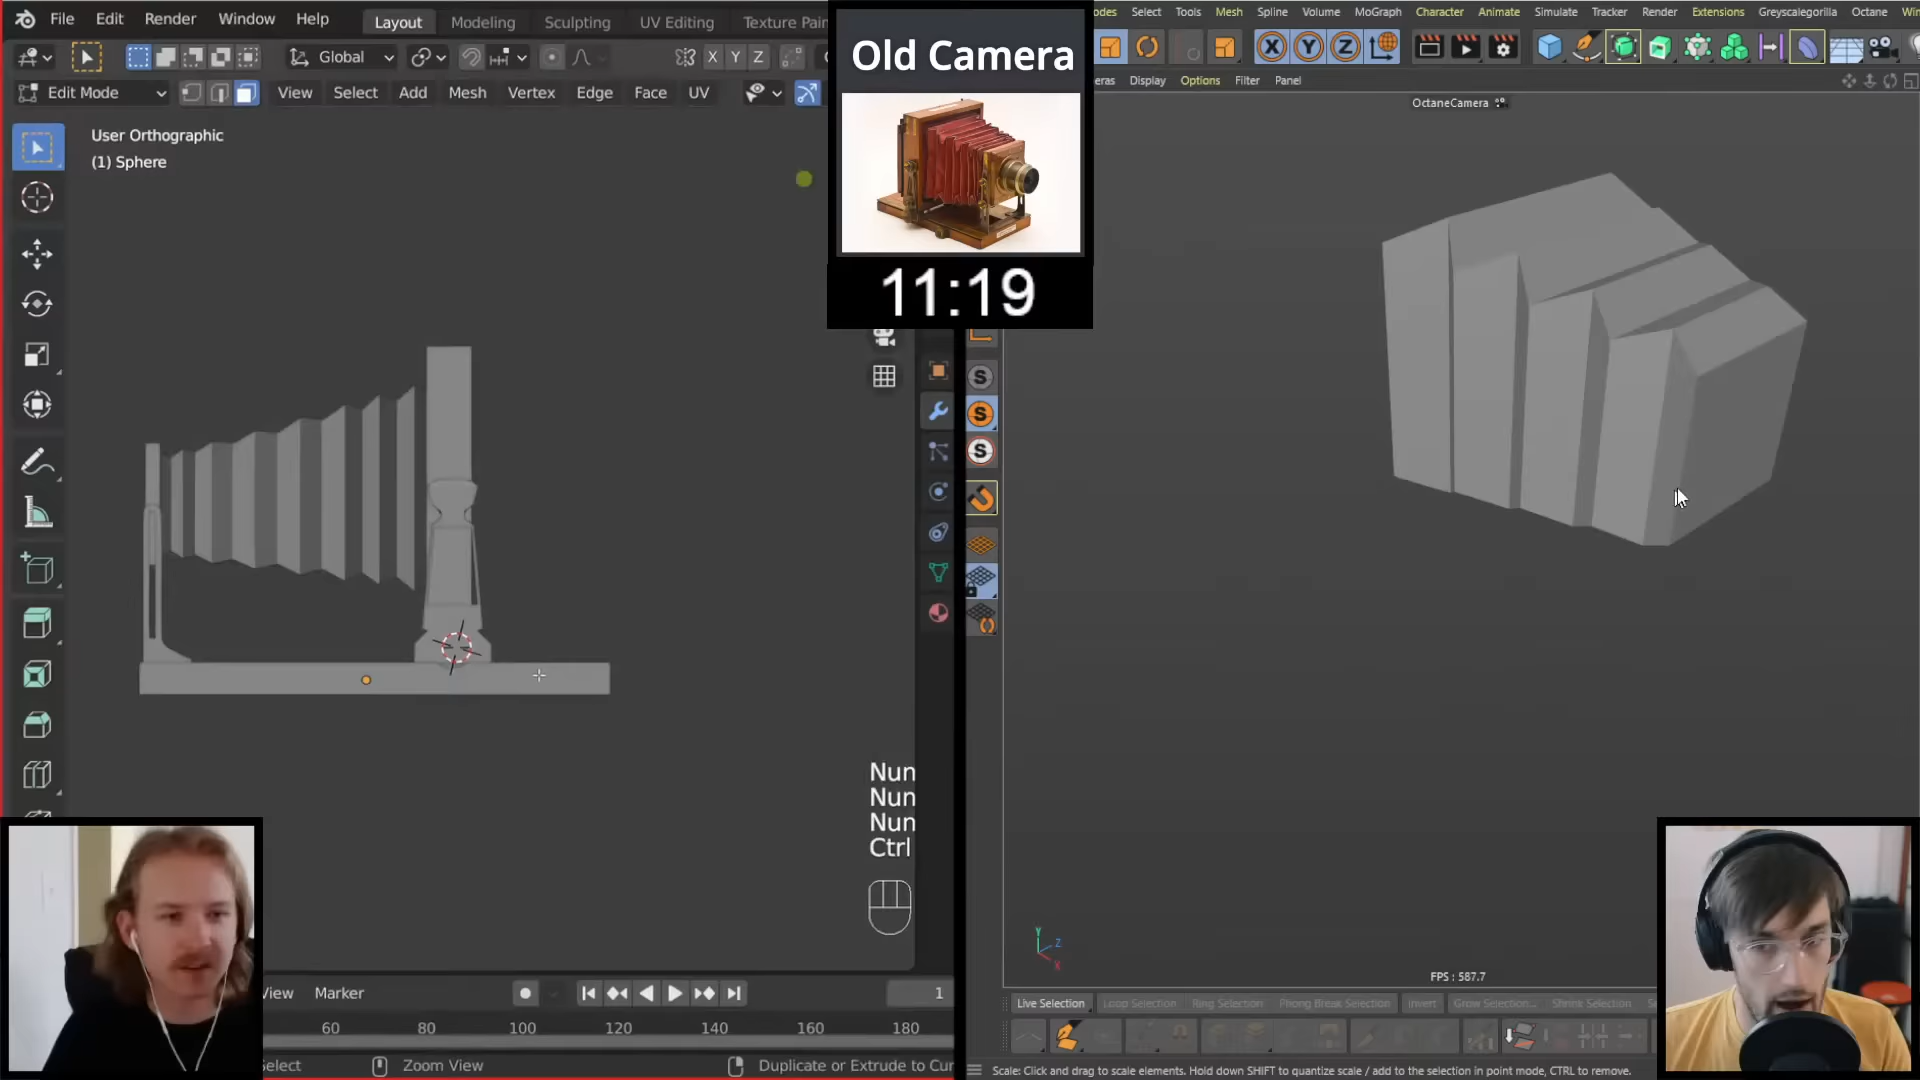 File Edit Render Window Help Layout Modeling Sculpting UV Editing Texture Pain
Global X Y Z
Edit Mode View Select Add Mesh Vertex Edge Face UV
User Orthographic
(1) Sphere
Nun
Nun
Nun
Ctrl
View Marker 1
60 80 100 120 140 160 180
elect Zoom View Duplicate or Extrude to Cur
Old Camera
11:19
odes Select Tools Mesh Spline Volume MoGraph Character Animate Simulate Tracker Render Extensions Greyscalegorilla Octane Win
X Y Z
eras Display Options Filter Panel
OctaneCamera
S
S
S
Y
Z
X
FPS : 587.7
Live Selection Loop Selection Ring Selection Phong Break Selection Invert Grow Selection... Shrink Selection Se
Scale: Click and drag to scale elements. Hold down SHIFT to quantize scale / add to the selection in point mode, CTRL to remove.